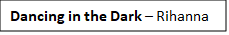 Dancing in the Dark – Rihanna